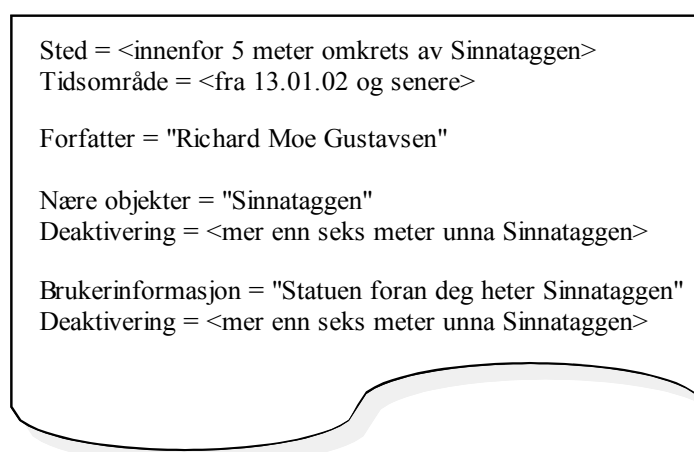 Sted = <innenfor 5 meter omkrets av Sinnataggen>
Tidsområde = <fra 13.01.02 og senere>
Forfatter = "Richard Moe Gustavsen"
Nære objekter = "Sinnataggen"
Deaktivering = <mer enn seks meter unna Sinnataggen>
Brukerinformasjon = "Statuen foran deg heter Sinnataggen"
Deaktivering = <mer enn seks meter unna Sinnataggen>